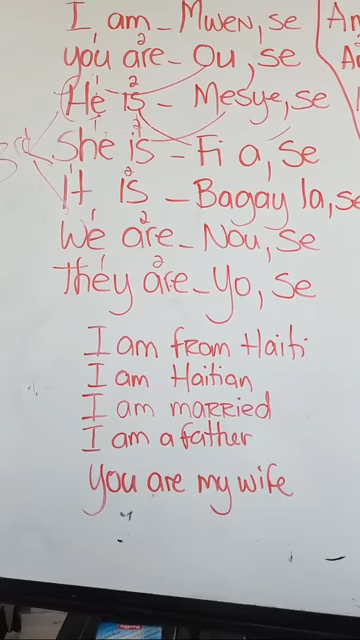 I am - Mwen, se
you are - Ou, se
He is - Mesye, se
3rd
She is - Fi a, se
It is - Bagay la, se
We are - Nou, se
they are - Yo, se
I am from Haiti
I am Haitian
I am married
I am a father
You are my wife